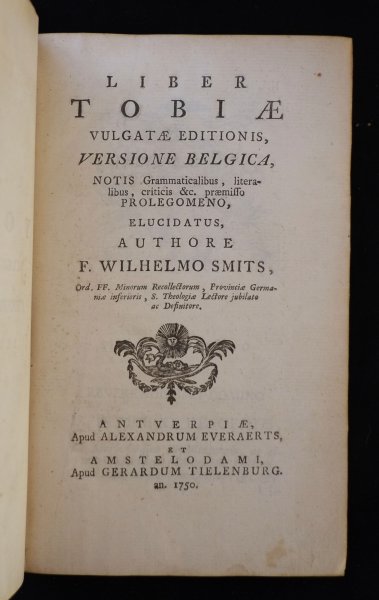 LIBER
TOBIÆ
VULGATÆ EDITIONIS,
VERSIONE BELGICA,
NOTIS Grammaticalibus, litera-
libus, criticis &c. præmisso
PROLEGOMENO,
ELUCIDATUS,
AUTHORE
F. WILHELMO SMITS,
Ord. FF. Minorum Recollectorum, Provinciæ Germa-
niæ inferioris, S. Theologiæ Lectore jubilato
ac Definitore.
ANTVERPIÆ,
Apud ALEXANDRUM EVERAERTS,
ET
AMSTELODAMI,
Apud GERARDUM TIELENBURG.
an. 1750.